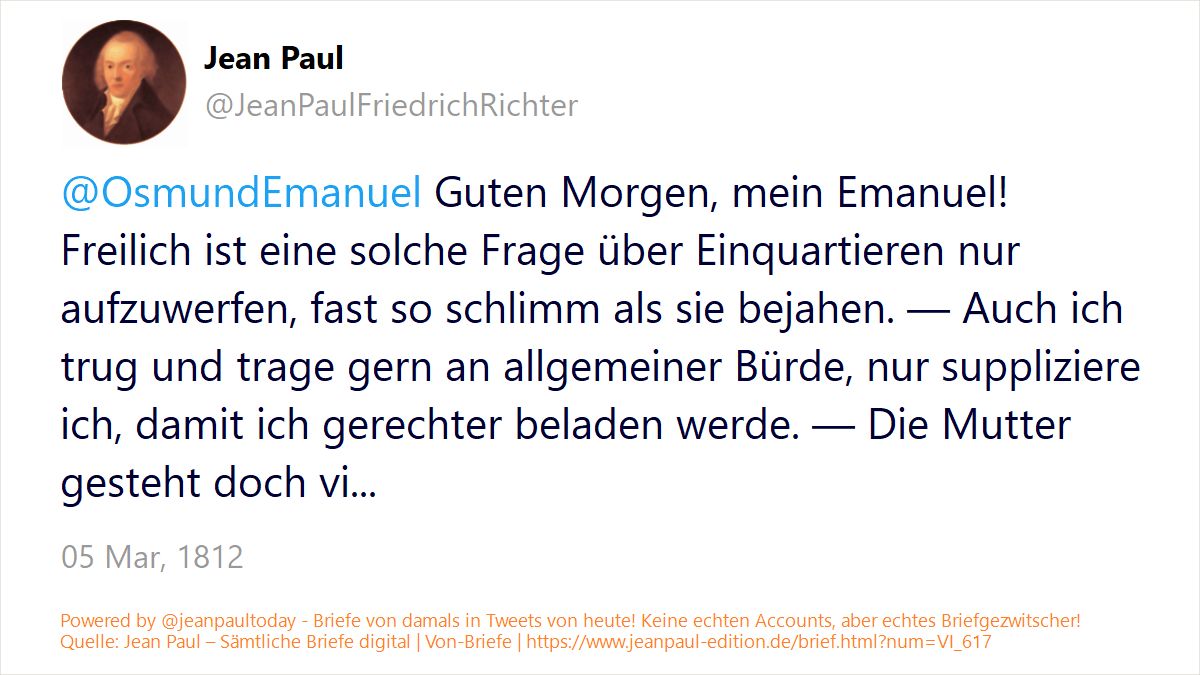 Jean Paul
@JeanPaulFriedrichRichter
@OsmundEmanuel Guten Morgen, mein Emanuel!
Freilich ist eine solche Frage über Einquartieren nur
aufzuwerfen, fast so schlimm als sie bejahen. — Auch ich
trug und trage gern an allgemeiner Bürde, nur suppliziere
ich, damit ich gerechter beladen werde. — Die Mutter
gesteht doch vi...
05 Mar, 1812
Powered by @jeanpaultoday - Briefe von damals in Tweets von heute! Keine echten Accounts, aber echtes Briefgezwitscher!
Quelle: Jean Paul – Sämtliche Briefe digital | Von-Briefe | https://www.jeanpaul-edition.de/brief.html?num=VI_617